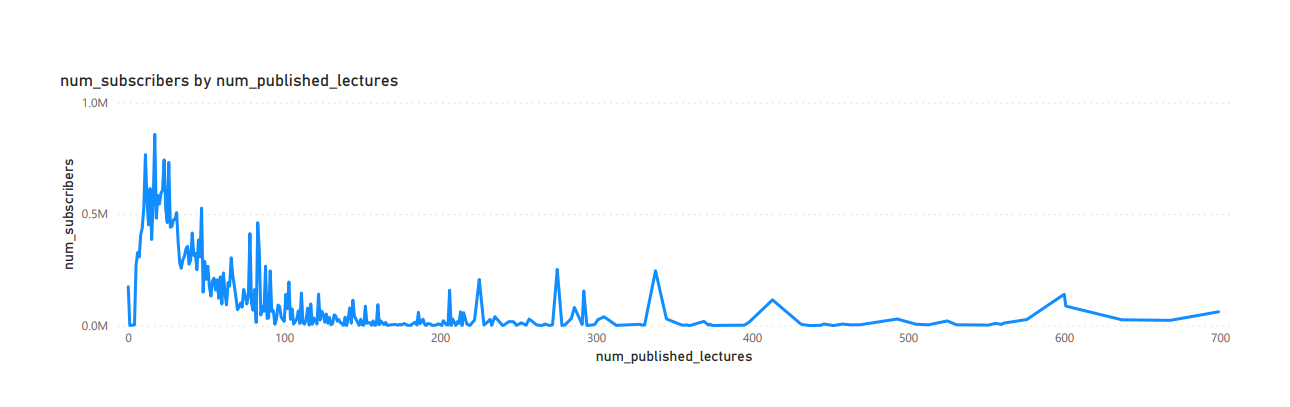 num_subscribers by num_published_lectures
1.0M
0.5M
0.0M
num_subscribers
0 100 200 300 400 500 600 700
num_published_lectures